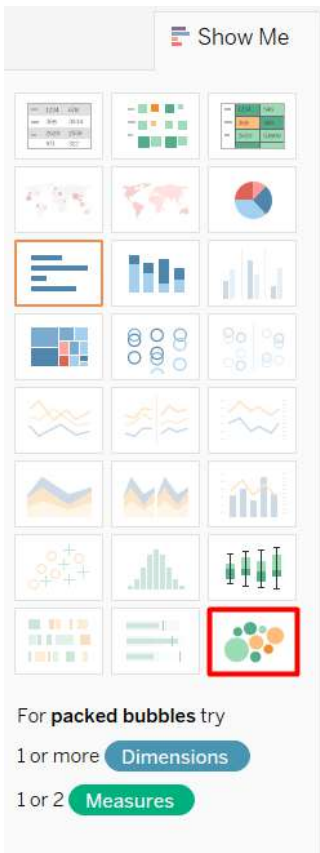 Show Me
For packed bubbles try
1 or more Dimensions
1 or 2 Measures